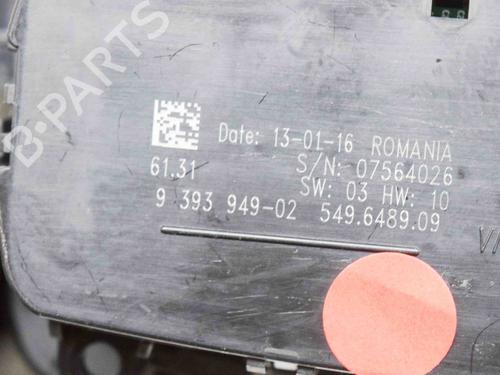 B-PARTS
Date: 13-01-16 ROMANIA
61.31 S/N: 07564026
SW: 03 HW: 10
9 393 949-02 549.6489.09